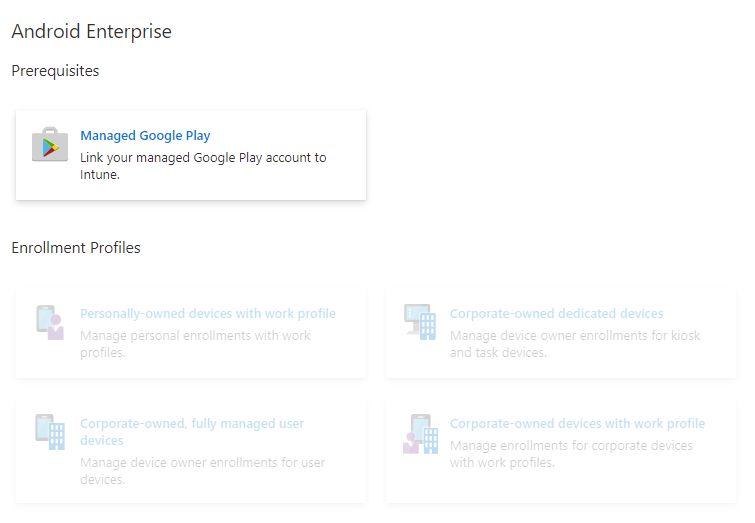 Android Enterprise
Prerequisites
Managed Google Play
Link your managed Google Play account to
Intune.
Enrollment Profiles
Personally-owned devices with work profile
Manage personal enrollments with work
profiles.
Corporate-owned dedicated devices
Manage device owner enrollments for kiosk
and task devices.
Corporate-owned, fully managed user
devices
Manage device owner enrollments for user
devices.
Corporate-owned devices with work profile
Manage enrollments for corporate devices
with work profiles.